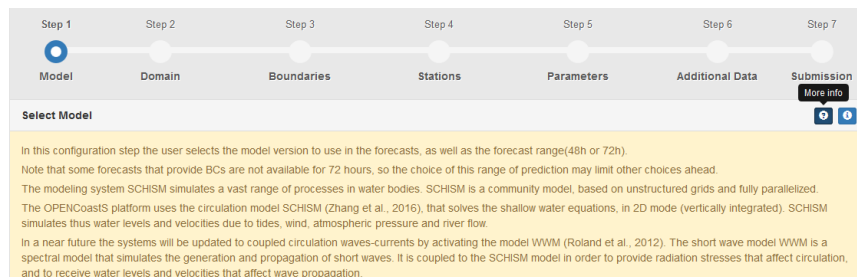 Step 1 Step 2 Step 3 Step 4 Step 5 Step 6 Step 7
Model Domain Boundaries Stations Parameters Additional Data Submission
More info
Select Model
In this configuration step the user selects the model version to use in the forecasts, as well as the forecast range(48h or 72h).
Note that some forecasts that provide BCs are not available for 72 hours, so the choice of this range of prediction may limit other choices ahead.
The modeling system SCHISM simulates a vast range of processes in water bodies. SCHISM is a community model, based on unstructured grids and fully parallelized.
The OPENCoastS platform uses the circulation model SCHISM (Zhang et al., 2016), that solves the shallow water equations, in 2D mode (vertically integrated). SCHISM
simulates thus water levels and velocities due to tides, wind, atmospheric pressure and river flow.
In a near future the systems will be updated to coupled circulation waves-currents by activating the model WWM (Roland et al., 2012). The short wave model WWM is a
spectral model that simulates the generation and propagation of short waves. It is coupled to the SCHISM model in order to provide radiation stresses that affect circulation,
and to receive water levels and velocities that affect wave propagation.